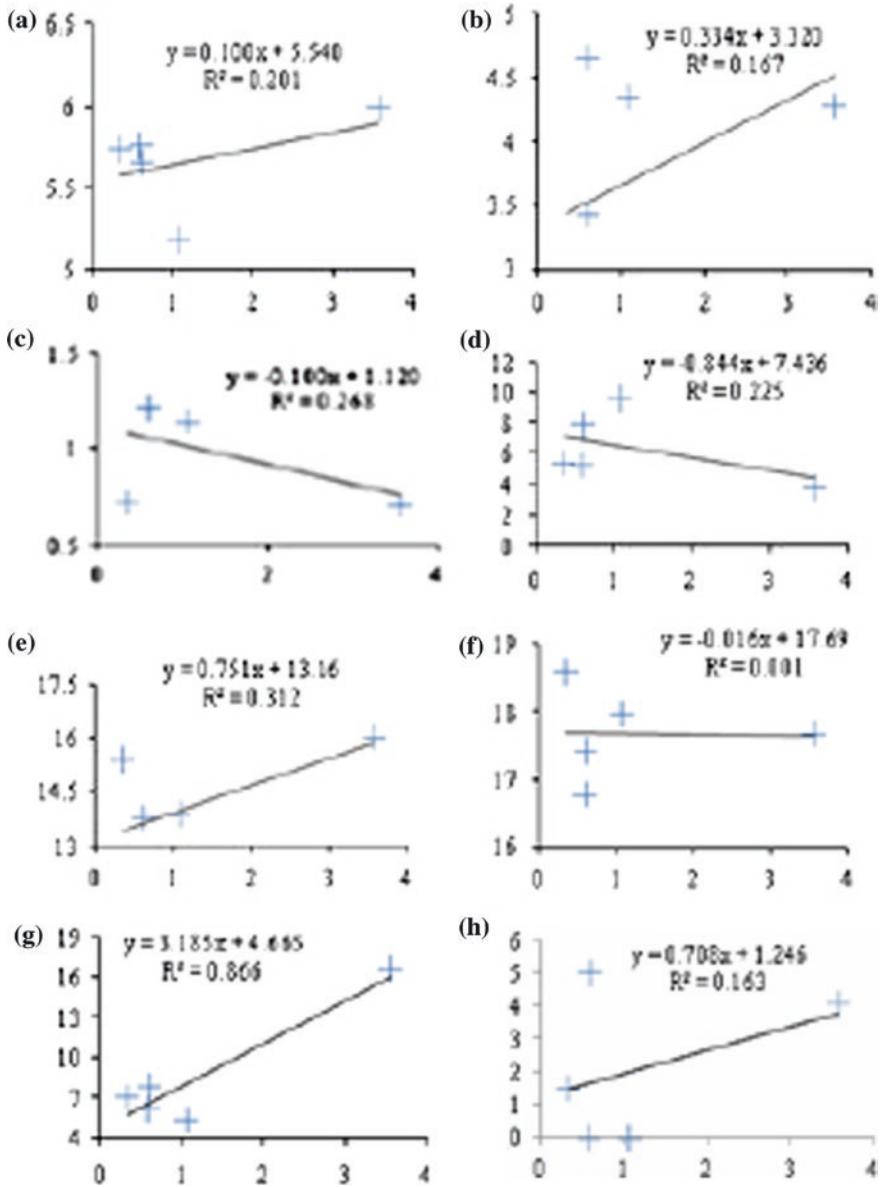 (a)
6.5
6
5.5
5
0 1 2 3 4
y = 0.100x + 5.540
R² = 0.201
(b)
5
4.5
4
3.5
3
0 1 2 3 4
y = 0.334x + 3.320
R² = 0.167
(c)
1.5
1
0.5
0 2 4
y = -0.100x + 1.120
R² = 0.268
(d)
12
10
8
6
4
2
0
0 1 2 3 4
y = -0.844x + 7.436
R² = 0.225
(e)
17.5
16
14.5
13
0 1 2 3 4
y = 0.751x + 13.16
R² = 0.312
(f)
19
18
17
16
0 1 2 3 4
y = -0.016x + 17.69
R² = 0.001
(g)
19
16
13
10
7
4
0 1 2 3 4
y = 3.185x + 4.665
R² = 0.866
(h)
6
5
4
3
2
1
0
0 1 2 3 4
y = 0.708x + 1.246
R² = 0.163